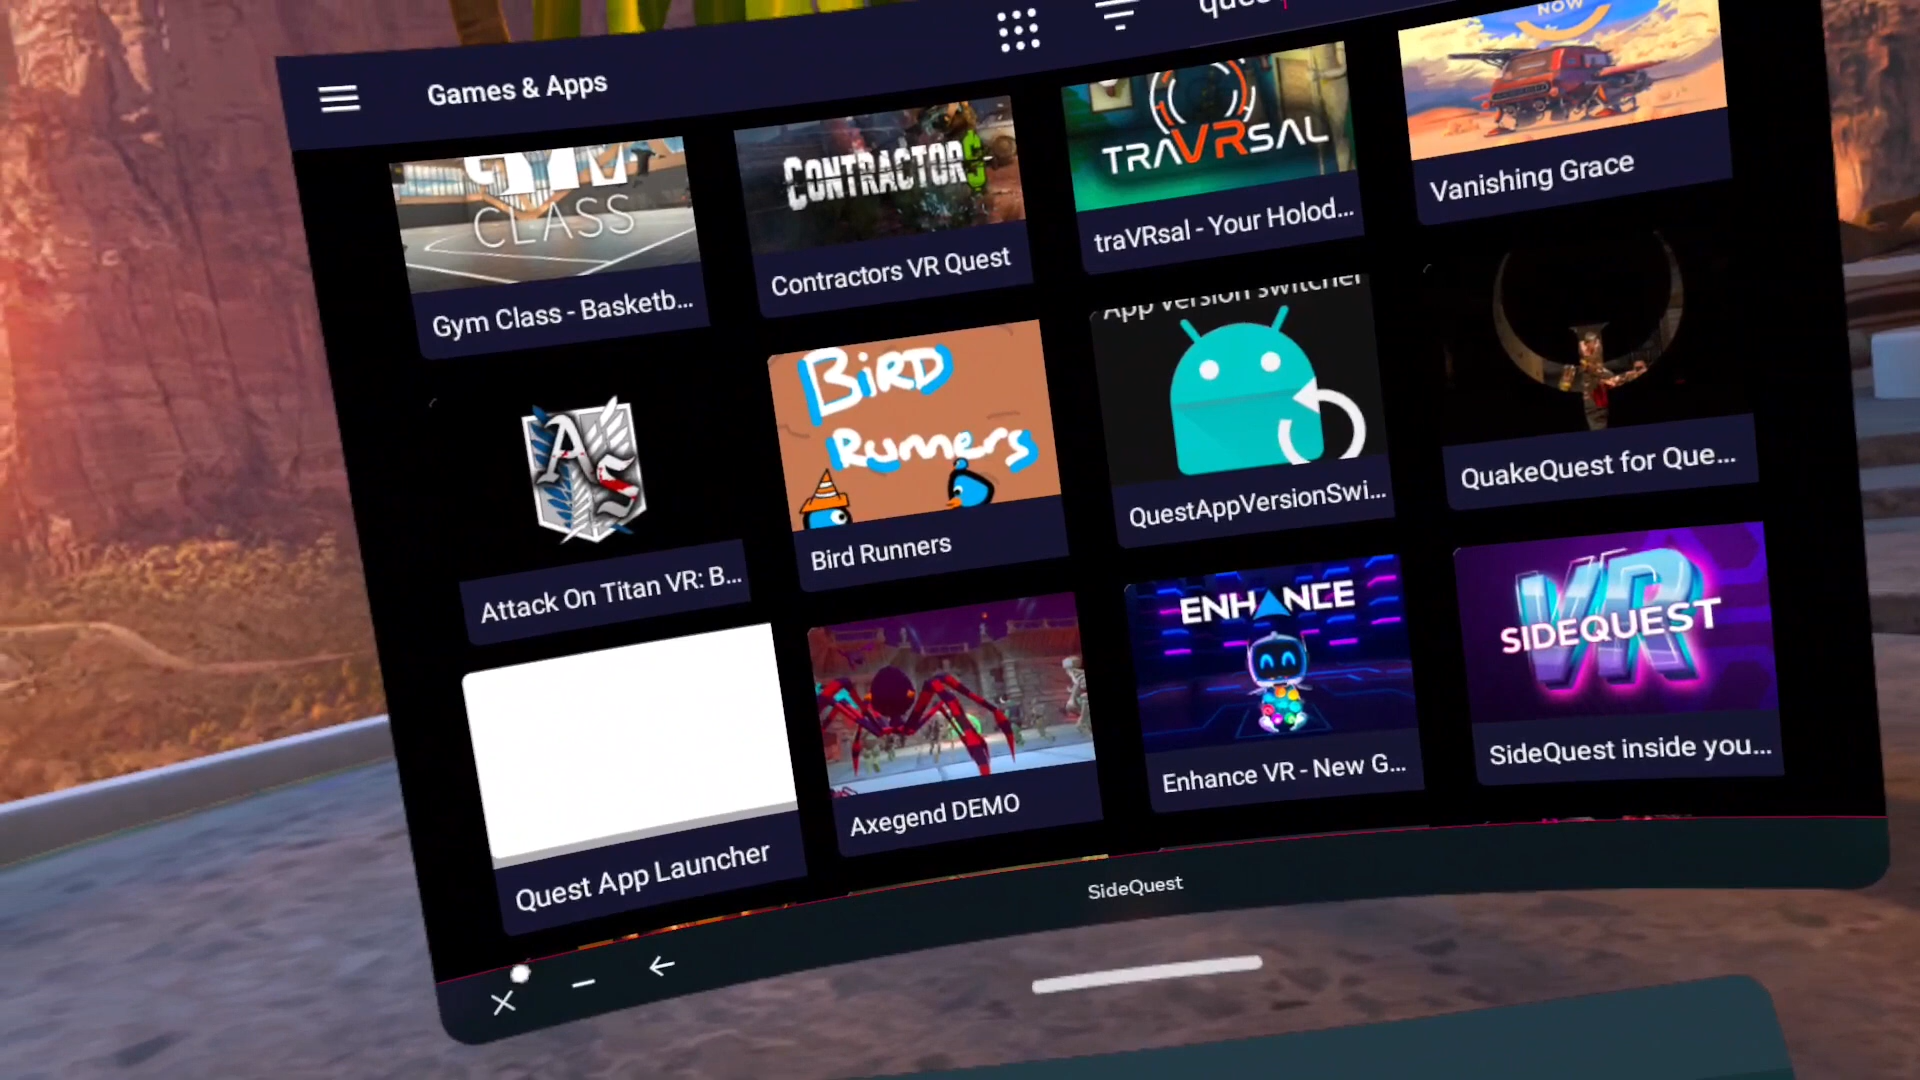 Games & Apps
NOW
CLASS
CONTRACTORS
TRAVRSAL
Vanishing Grace
Gym Class - Basketb...
Contractors VR Quest
traVRsal - Your Holod...
App version switcher
BiRD
Runners
AS
Attack On Titan VR: B...
Bird Runners
QuestAppVersionSwi...
QuakeQuest for Que...
ENHANCE
VR
SIDEQUEST
Quest App Launcher
Axegend DEMO
Enhance VR - New G...
SideQuest inside you...
SideQuest